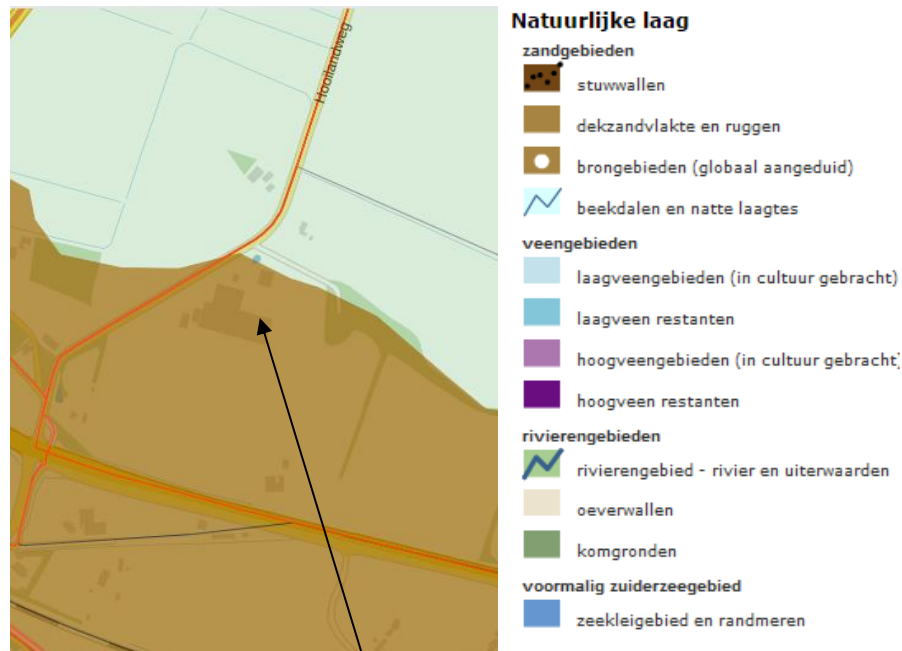 Hooilandweg
Natuurlijke laag
zandgebieden
stuwwallen
dekzandvlakte en ruggen
brongebieden (globaal aangeduid)
beekdalen en natte laagtes
veengebieden
laagveengebieden (in cultuur gebracht)
laagveen restanten
hoogveengebieden (in cultuur gebracht)
hoogveen restanten
rivierengebieden
rivierengebied - rivier en uiterwaarden
oeverwallen
komgronden
voormalig zuiderzeegebied
zeekleigebied en randmeren